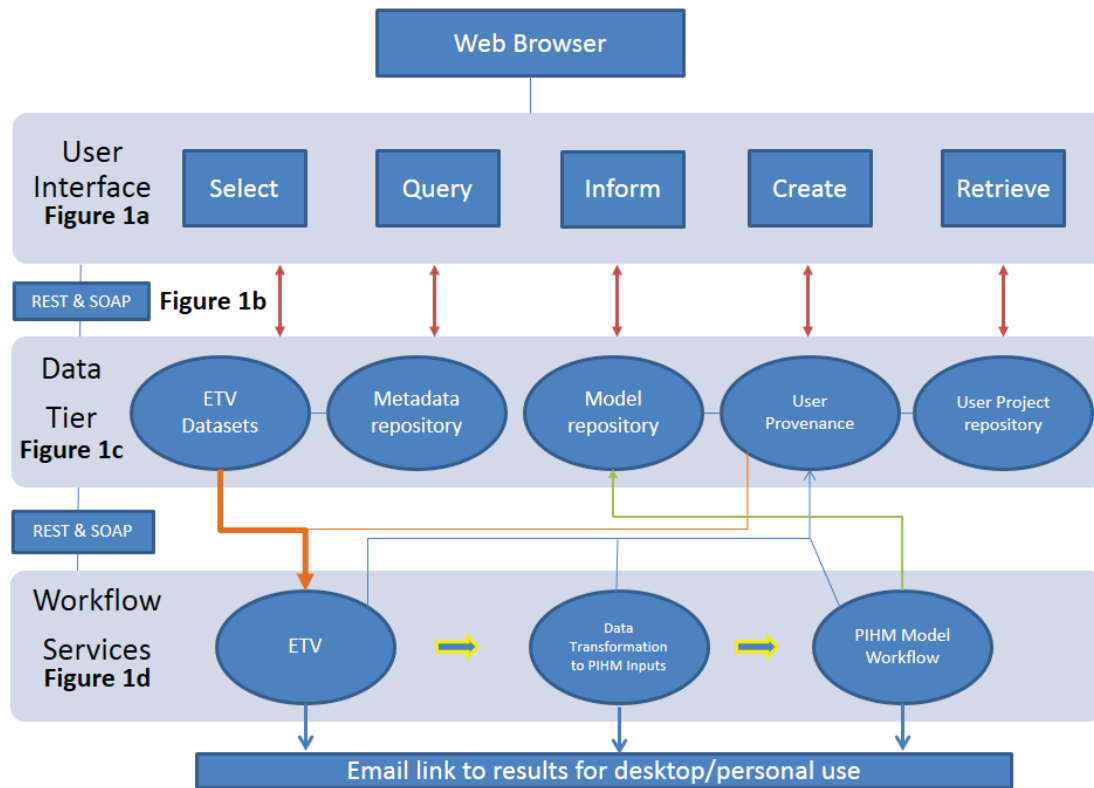 Web Browser
User
Interface
Figure 1a
Select
Query
Inform
Create
Retrieve
REST & SOAP
Figure 1b
Data
Tier
Figure 1c
ETV
Datasets
Metadata
repository
Model
repository
User
Provenance
User Project
repository
REST & SOAP
Workflow
Services
Figure 1d
ETV
Data
Transformation
to PIHM Inputs
PIHM Model
Workflow
Email link to results for desktop/personal use